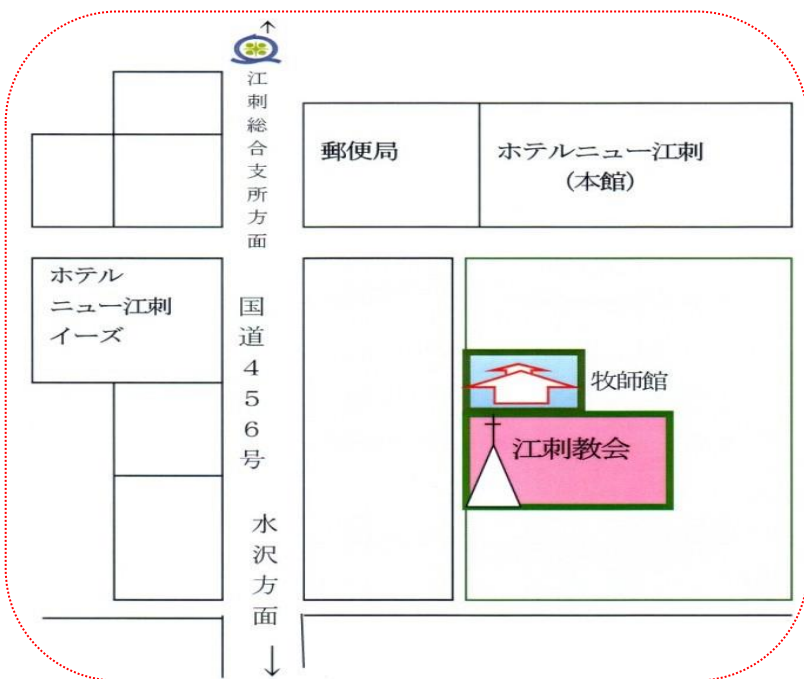 ↑
江刺総合支所方面
郵便局
ホテルニュー江刺
(本館)
ホテル
ニュー江刺
イーズ
国道456号
牧師館
江刺教会
水沢方面
↓